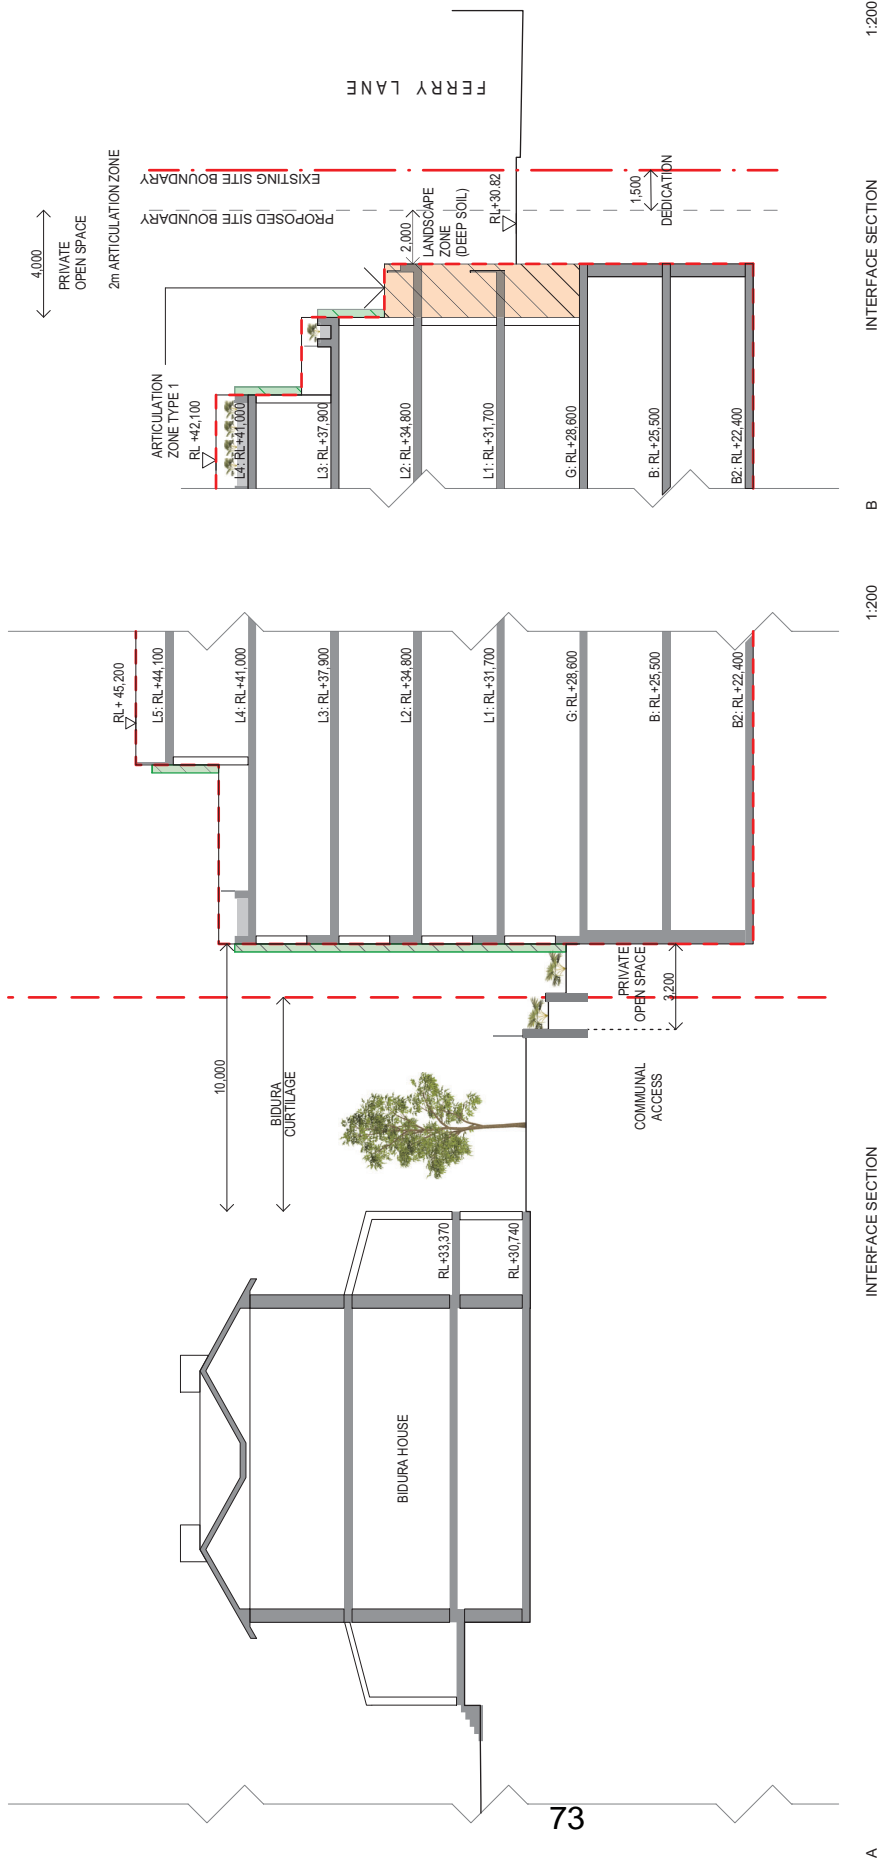 1:200
INTERFACE SECTION
B
FERRY LANE
EXISTING SITE BOUNDARY
PROPOSED SITE BOUNDARY
4,000
PRIVATE
OPEN SPACE
2m ARTICULATION ZONE
2,000
LANDSCAPE
ZONE
(DEEP SOIL)
RL+30.82
1,500
DEDICATION
ARTICULATION
ZONE TYPE 1
RL +42,100
L4: RL+41,000
L3: RL+37,900
L2: RL+34,800
L1: RL+31,700
G: RL+28,600
B: RL+25,500
B2: RL+22,400
1:200
INTERFACE SECTION
A
RL+ 45,200
L5: RL+44,100
L4: RL+41,000
L3: RL+37,900
L2: RL+34,800
L1: RL+31,700
G: RL+28,600
B: RL+25,500
B2: RL+22,400
10,000
BIDURA
CURTILAGE
PRIVATE
OPEN SPACE
3,200
COMMUNAL
ACCESS
RL+33,370
RL+30,740
BIDURA HOUSE
73